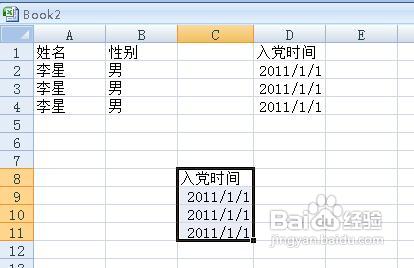 Book2
A B C D E
1 姓名 性别 入党时间
2 李星 男 2011/1/1
3 李星 男 2011/1/1
4 李星 男 2011/1/1
5
6
7
8 入党时间
9 2011/1/1
10 2011/1/1
11 2011/1/1
12
Bai du 经验
jingyan.baidu.com